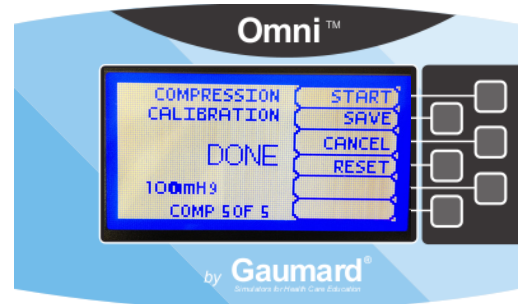 Omni™
COMPRESSION
CALIBRATION
DONE
mmHg
COMP 5 OF 5
START
SAVE
CANCEL
RESET
by Gaumard®
Simulators for Health Care Education